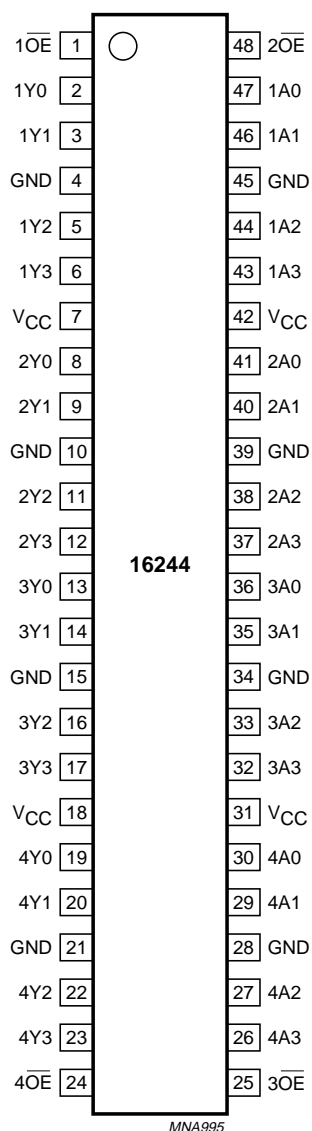 1O̅E̅ 1 48 2O̅E̅
1Y0 2 47 1A0
1Y1 3 46 1A1
GND 4 45 GND
1Y2 5 44 1A2
1Y3 6 43 1A3
VCC 7 42 VCC
2Y0 8 41 2A0
2Y1 9 40 2A1
GND 10 39 GND
2Y2 11 38 2A2
2Y3 12 37 2A3
16244
3Y0 13 36 3A0
3Y1 14 35 3A1
GND 15 34 GND
3Y2 16 33 3A2
3Y3 17 32 3A3
VCC 18 31 VCC
4Y0 19 30 4A0
4Y1 20 29 4A1
GND 21 28 GND
4Y2 22 27 4A2
4Y3 23 26 4A3
4O̅E̅ 24 25 3O̅E̅
MNA995